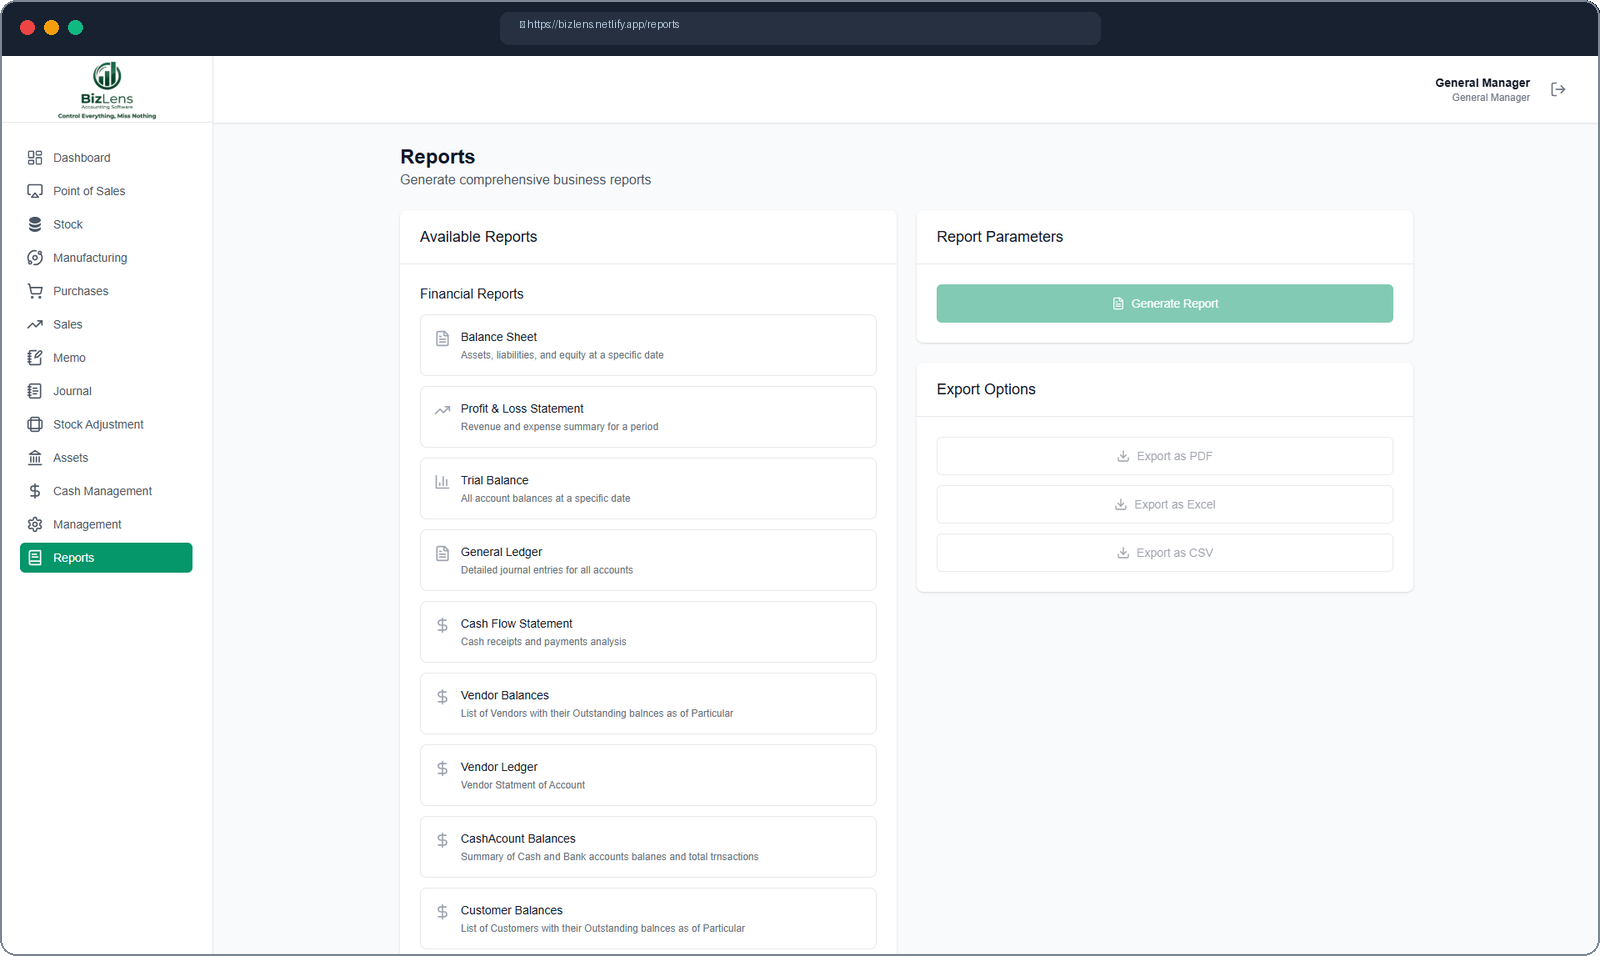 https://bizlens.netlify.app/reports
BizLens
Accounting Software
Control Everything, Miss Nothing
General Manager
General Manager
Dashboard
Point of Sales
Stock
Manufacturing
Purchases
Sales
Memo
Journal
Stock Adjustment
Assets
Cash Management
Management
Reports
Reports
Generate comprehensive business reports
Available Reports
Financial Reports
Balance Sheet
Assets, liabilities, and equity at a specific date
Profit & Loss Statement
Revenue and expense summary for a period
Trial Balance
All account balances at a specific date
General Ledger
Detailed journal entries for all accounts
Cash Flow Statement
Cash receipts and payments analysis
Vendor Balances
List of Vendors with their Outstanding balnces as of Particular
Vendor Ledger
Vendor Statment of Account
CashAcount Balances
Summary of Cash and Bank accounts balanes and total trnsactions
Customer Balances
List of Customers with their Outstanding balnces as of Particular
Report Parameters
Generate Report
Export Options
Export as PDF
Export as Excel
Export as CSV